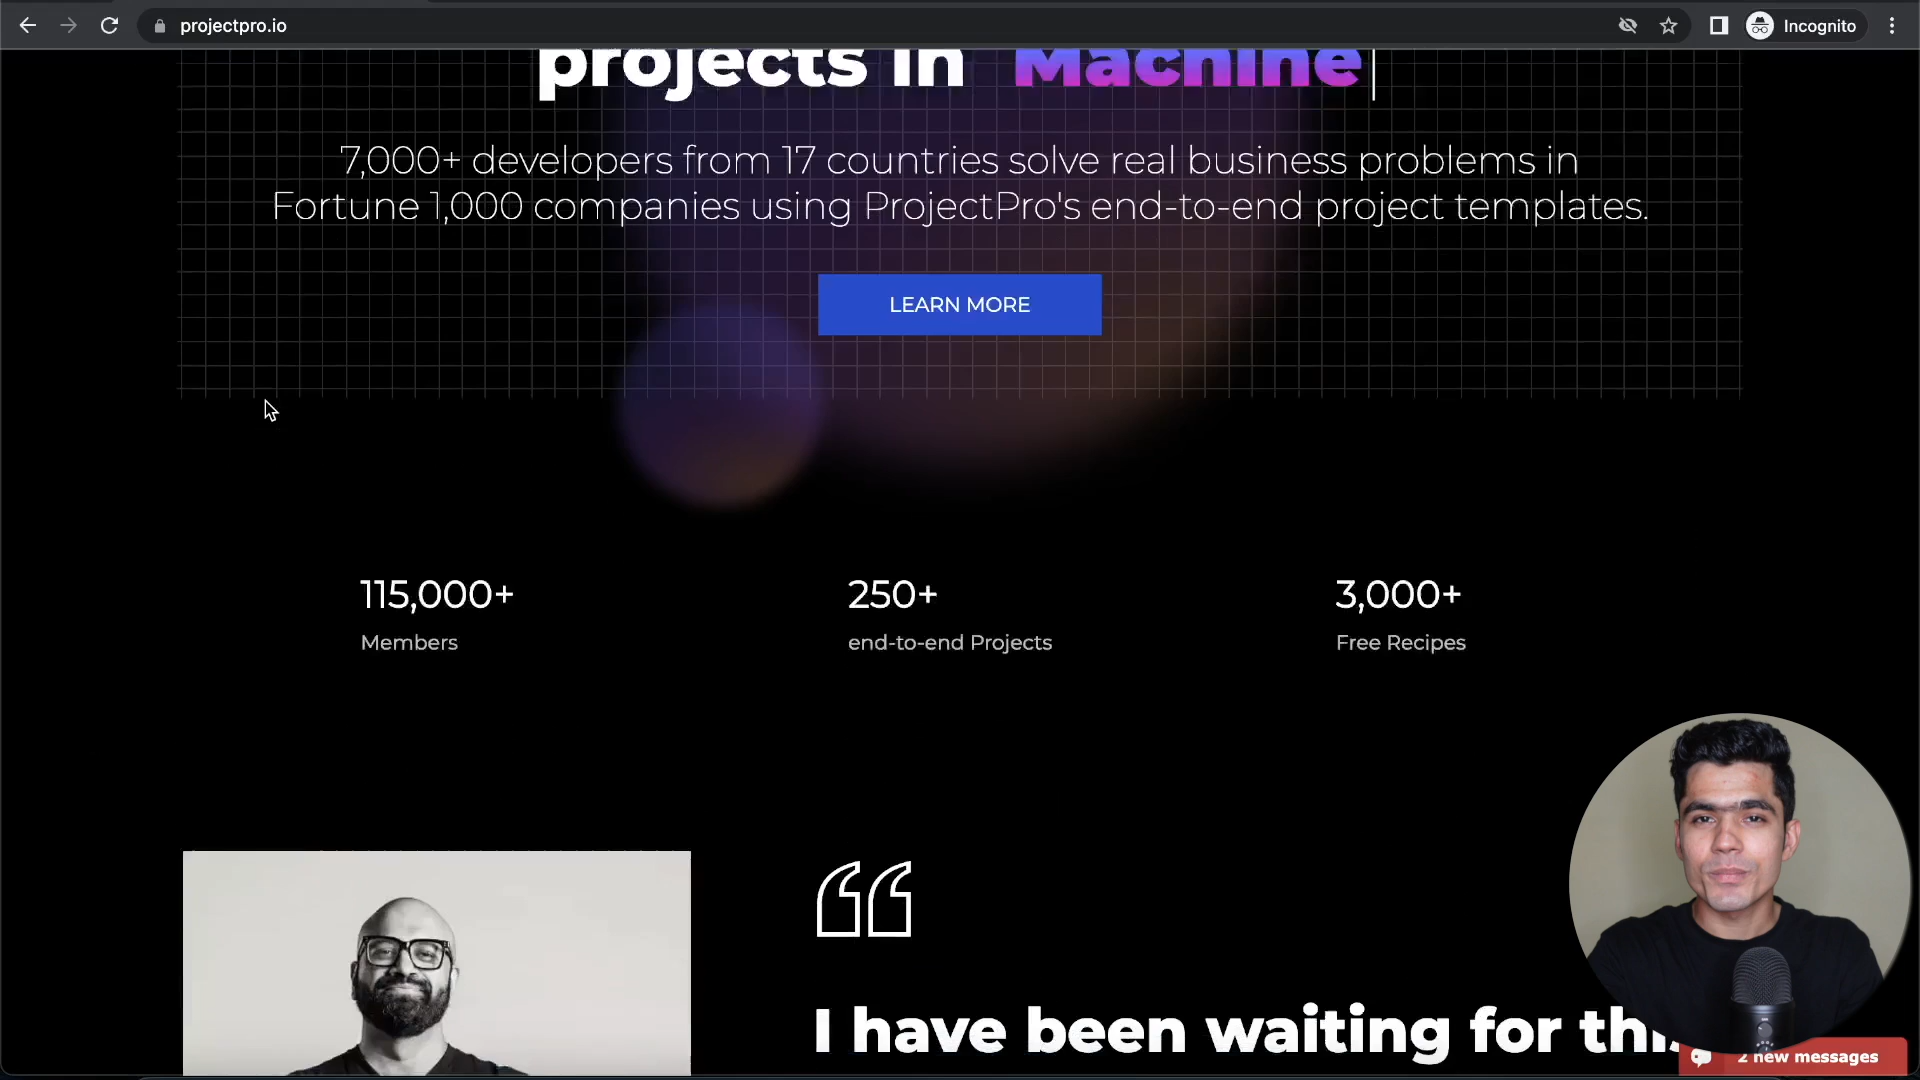 projectpro.io
Incognito
projects in Machine
7,000+ developers from 17 countries solve real business problems in
Fortune 1,000 companies using ProjectPro's end-to-end project templates.
LEARN MORE
115,000+
Members
250+
end-to-end Projects
3,000+
Free Recipes
I have been waiting for this
2 new messages